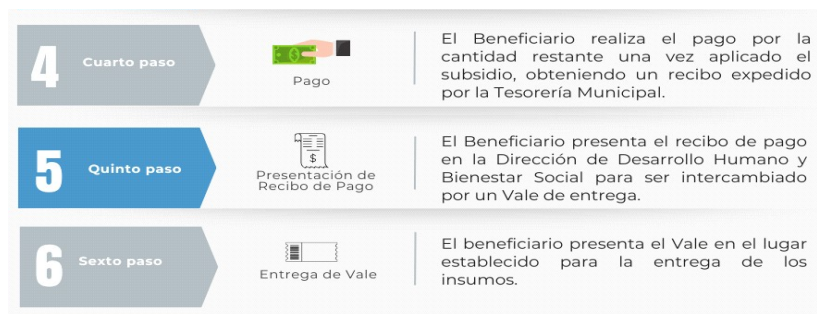 4
Cuarto paso
Pago
El Beneficiario realiza el pago por la
cantidad restante una vez aplicado el
subsidio, obteniendo un recibo expedido
por la Tesorería Municipal.
5
Quinto paso
$
Presentación de
Recibo de Pago
El Beneficiario presenta el recibo de pago
en la Dirección de Desarrollo Humano y
Bienestar Social para ser intercambiado
por un Vale de entrega.
6
Sexto paso
Entrega de Vale
El beneficiario presenta el Vale en el lugar
establecido para la entrega de los
insumos.